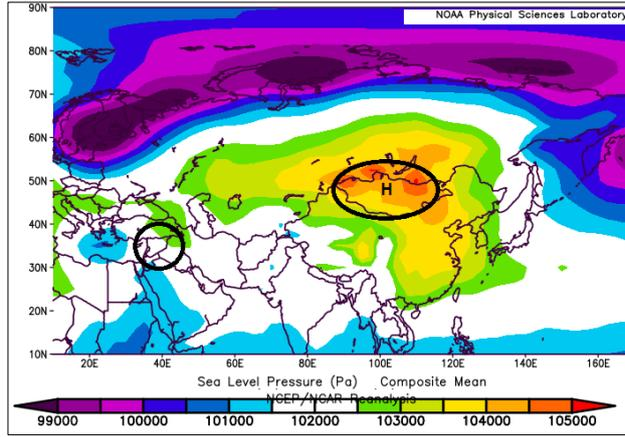 NOAA Physical Sciences Laboratory
90N
80N
70N
60N
50N
40N
30N
20N
10N
H
20E 40E 60E 80E 100E 120E 140E 160E
Sea Level Pressure (Pa) Composite Mean
NCEP/NCAR Reanalysis
99000 100000 101000 102000 103000 104000 105000